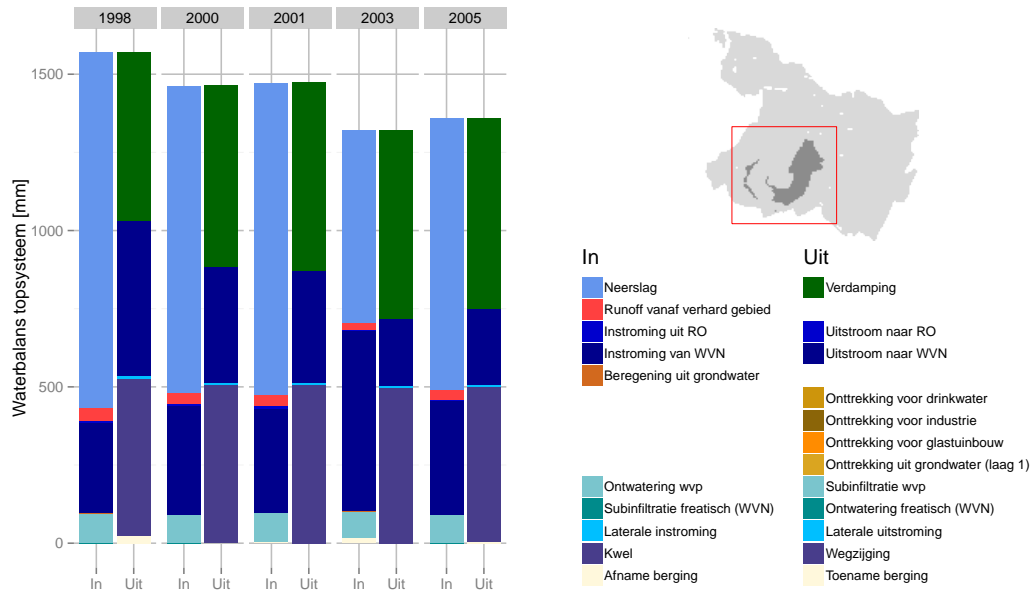 1998 2000 2001 2003 2005
Waterbalans topsysteem [mm]
1500
1000
500
0
In Uit In Uit In Uit In Uit In Uit
In Uit
Neerslag Verdamping
Runoff vanaf verhard gebied
Instroming uit RO Uitstroom naar RO
Instroming van WVN Uitstroom naar WVN
Beregening uit grondwater
Onttrekking voor drinkwater
Onttrekking voor industrie
Onttrekking voor glastuinbouw
Onttrekking uit grondwater (laag 1)
Ontwatering wvp Subinfiltratie wvp
Subinfiltratie freatisch (WVN) Ontwatering freatisch (WVN)
Laterale instroming Laterale uitstroming
Kwel Wegzijging
Afname berging Toename berging